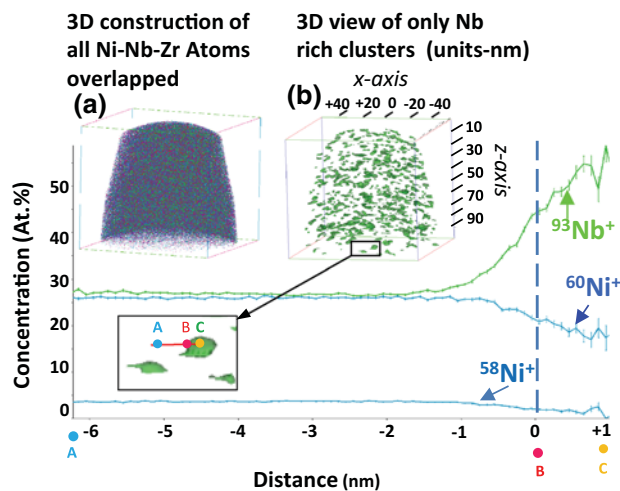 3D construction of
all Ni-Nb-Zr Atoms
overlapped
3D view of only Nb
rich clusters (units-nm)
(a)
(b)
x-axis
+40 +20 0 -20 -40
10
30
50
70
90
z-axis
Concentration (At.%)
50
40
30
20
10
0
93Nb+
60Ni+
58Ni+
A B C
-6 -5 -4 -3 -2 -1 0 +1
A B C
Distance (nm)